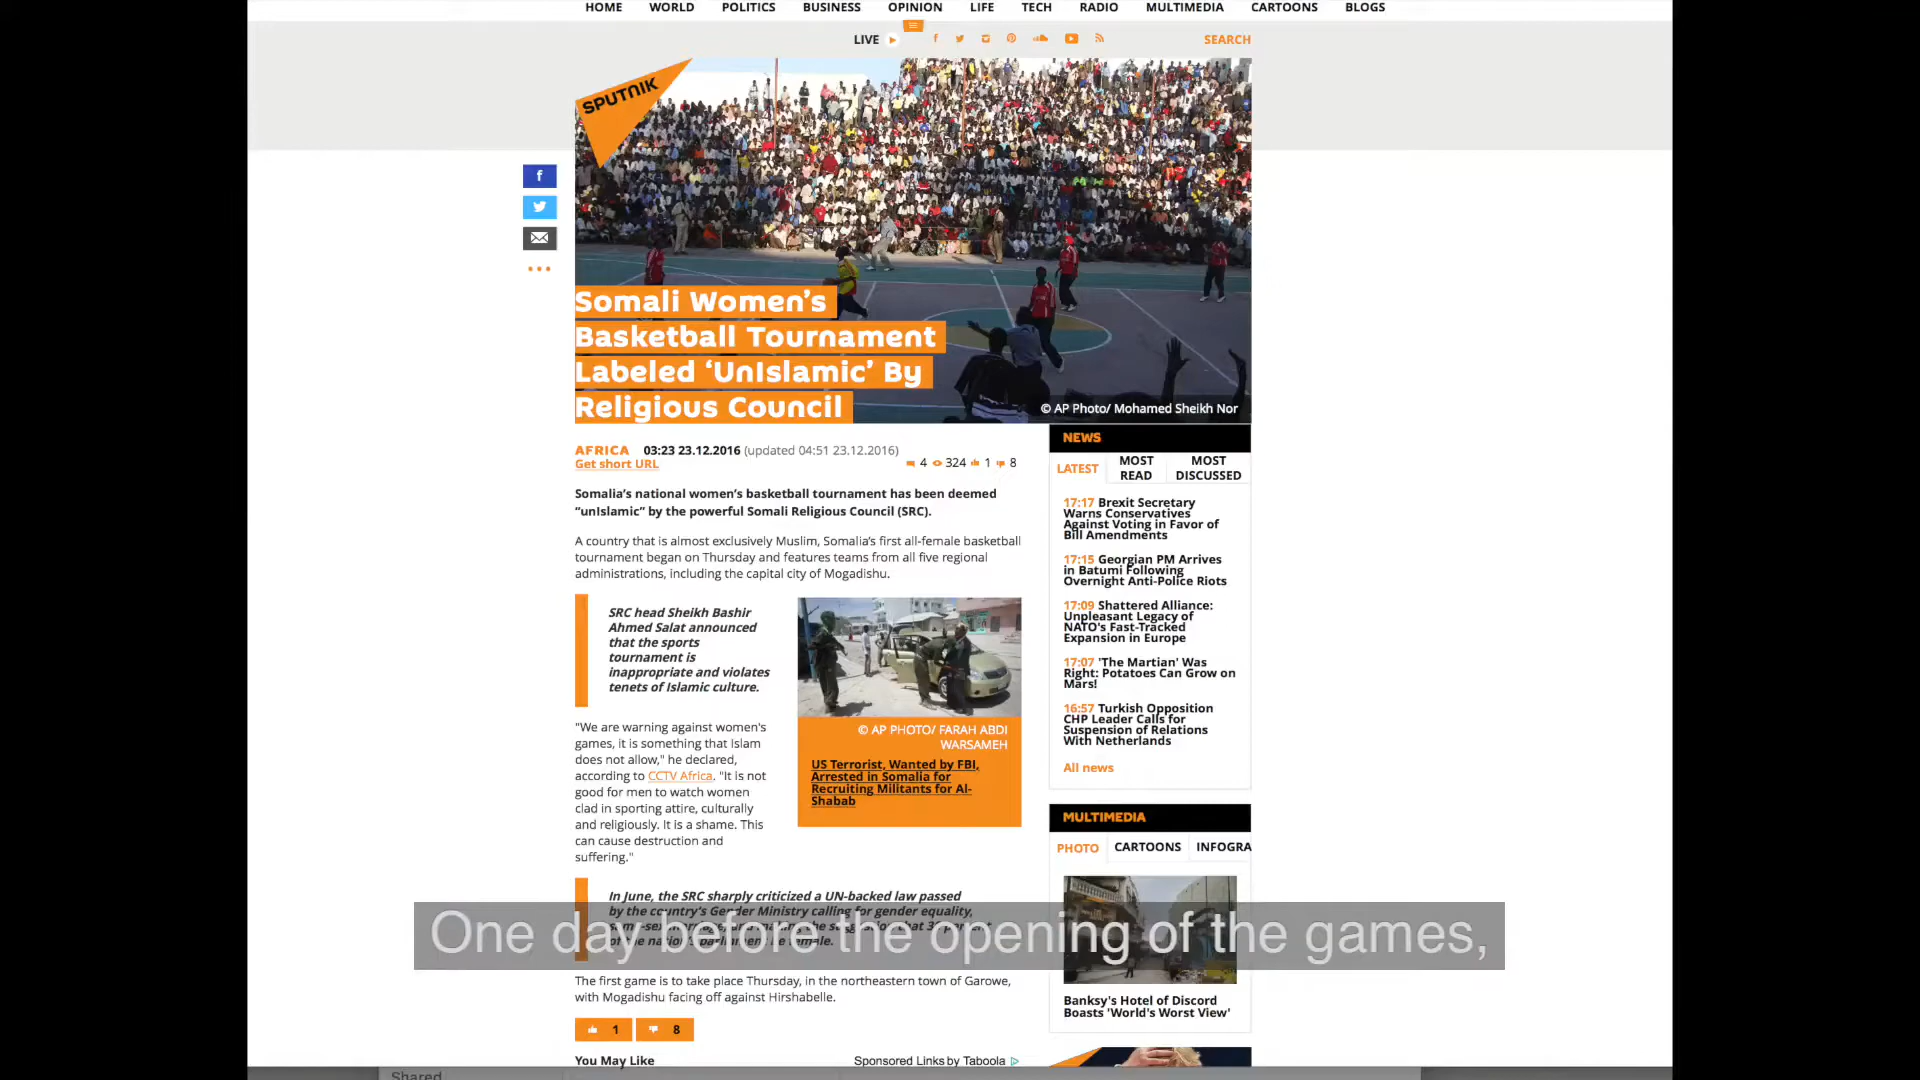 HOME WORLD POLITICS BUSINESS OPINION LIFE TECH RADIO MULTIMEDIA CARTOONS BLOGS
LIVE
SEARCH
SPUTNIK
Somali Women's
Basketball Tournament
Labeled 'UnIslamic' By
Religious Council
© AP Photo/ Mohamed Sheikh Nor
AFRICA 03:23 23.12.2016 (updated 04:51 23.12.2016)
Get short URL
4 324 1 8
Somalia's national women's basketball tournament has been deemed
"unIslamic" by the powerful Somali Religious Council (SRC).
A country that is almost exclusively Muslim, Somalia's first all-female basketball
tournament began on Thursday and features teams from all five regional
administrations, including the capital city of Mogadishu.
SRC head Sheikh Bashir
Ahmed Salat announced
that the sports
tournament is
inappropriate and violates
tenets of Islamic culture.
© AP PHOTO/ FARAH ABDI
WARSAMEH
US Terrorist, Wanted by FBI,
Arrested in Somalia for
Recruiting Militants for Al-
Shabab
"We are warning against women's
games, it is something that Islam
does not allow," he declared,
according to CCTV Africa. "It is not
good for men to watch women
clad in sporting attire, culturally
and religiously. It is a shame. This
can cause destruction and
suffering."
In June, the SRC sharply criticized a UN-backed law passed
by the country's Gender Ministry calling for gender equality,
One day before the opening of the games,
The first game is to take place Thursday, in the northeastern town of Garowe,
with Mogadishu facing off against Hirshabelle.
1 8
You May Like
Sponsored Links by Taboola
NEWS
LATEST
MOST
READ
MOST
DISCUSSED
17:17 Brexit Secretary
Warns Conservatives
Against Voting in Favor of
Bill Amendments
17:15 Georgian PM Arrives
in Batumi Following
Overnight Anti-Police Riots
17:09 Shattered Alliance:
Unpleasant Legacy of
NATO's Fast-Tracked
Expansion in Europe
17:07 'The Martian' Was
Right: Potatoes Can Grow on
Mars!
16:57 Turkish Opposition
CHP Leader Calls for
Suspension of Relations
With Netherlands
All news
MULTIMEDIA
PHOTO CARTOONS INFOGRA
Banksy's Hotel of Discord
Boasts 'World's Worst View'
Shared